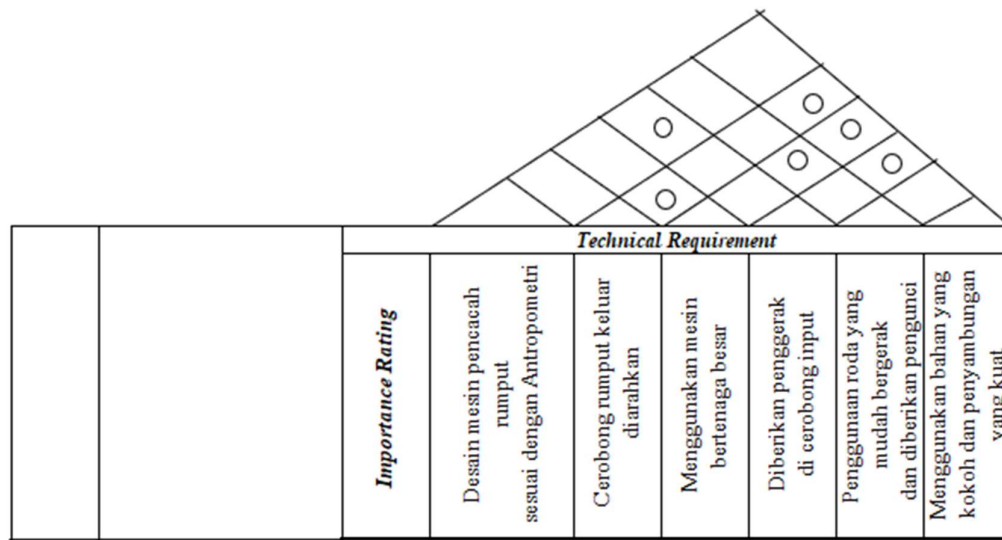 Technical Requirement
Importance Rating
Desain mesin pencacah
rumput
sesuai dengan Antropometri
Cerobong rumput keluar
diarahkan
Menggunakan mesin
bertenaga besar
Diberikan penggerak
di cerobong input
Penggunaan roda yang
mudah bergerak
dan diberikan pengunci
Menggunakan bahan yang
kokoh dan penyambungan
yang kuat